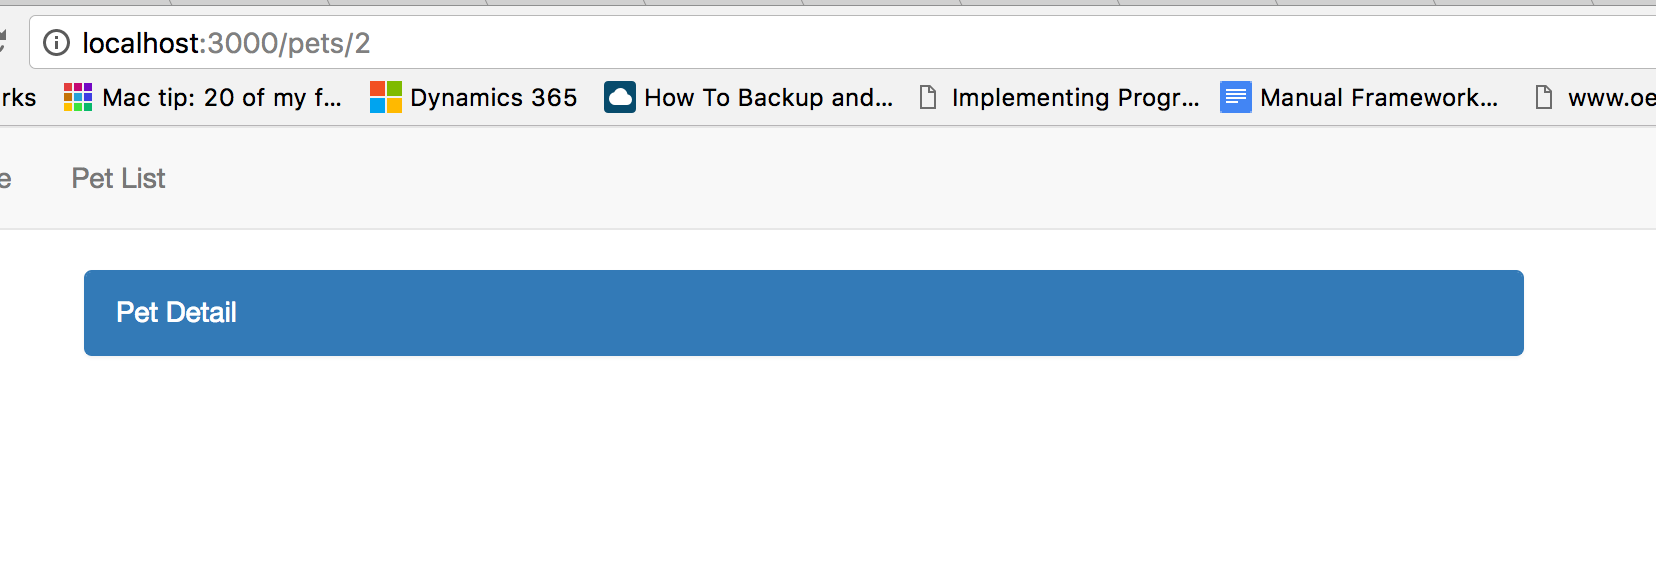 localhost:3000/pets/2
rks Mac tip: 20 of my f... Dynamics 365 How To Backup and... Implementing Progr... Manual Framework... www.oe
e Pet List
Pet Detail